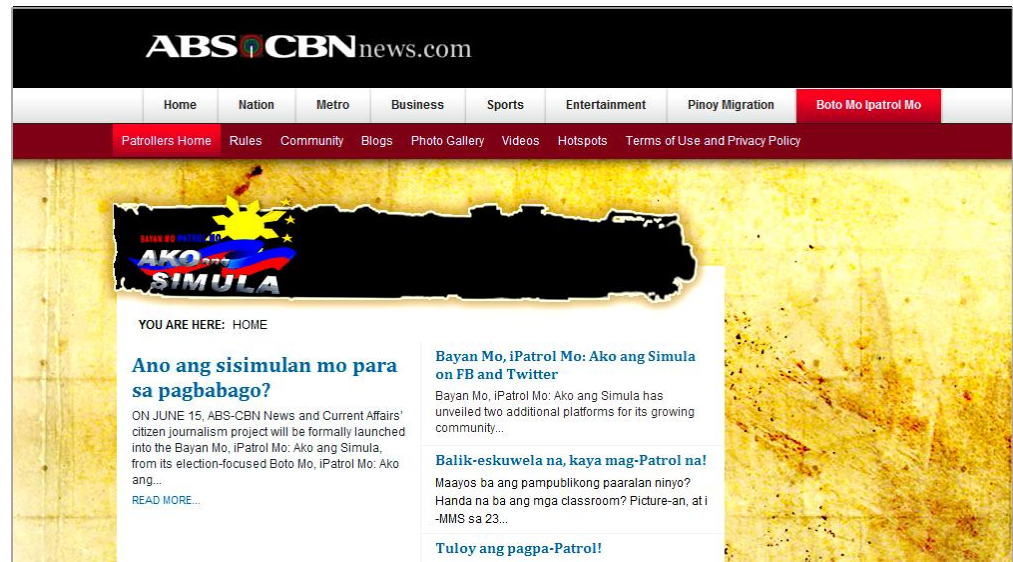 ABS CBNnews.com
Home Nation Metro Business Sports Entertainment Pinoy Migration Boto Mo Ipatrol Mo
Patrollers Home Rules Community Blogs Photo Gallery Videos Hotspots Terms of Use and Privacy Policy
BAYAN MO PATROL MO
AKO ang
SIMULA
YOU ARE HERE: HOME
Ano ang sisimulan mo para
sa pagbabago?
ON JUNE 15, ABS-CBN News and Current Affairs'
citizen journalism project will be formally launched
into the Bayan Mo, iPatrol Mo: Ako ang Simula,
from its election-focused Boto Mo, iPatrol Mo: Ako
ang...
READ MORE...
Bayan Mo, iPatrol Mo: Ako ang Simula
on FB and Twitter
Bayan Mo, iPatrol Mo: Ako ang Simula has
unveiled two additional platforms for its growing
community...
Balik-eskuwela na, kaya mag-Patrol na!
Maayos ba ang pampublikong paaralan ninyo?
Handa na ba ang mga classroom? Picture-an, at i
-MMS sa 23...
Tuloy ang pagpa-Patrol!